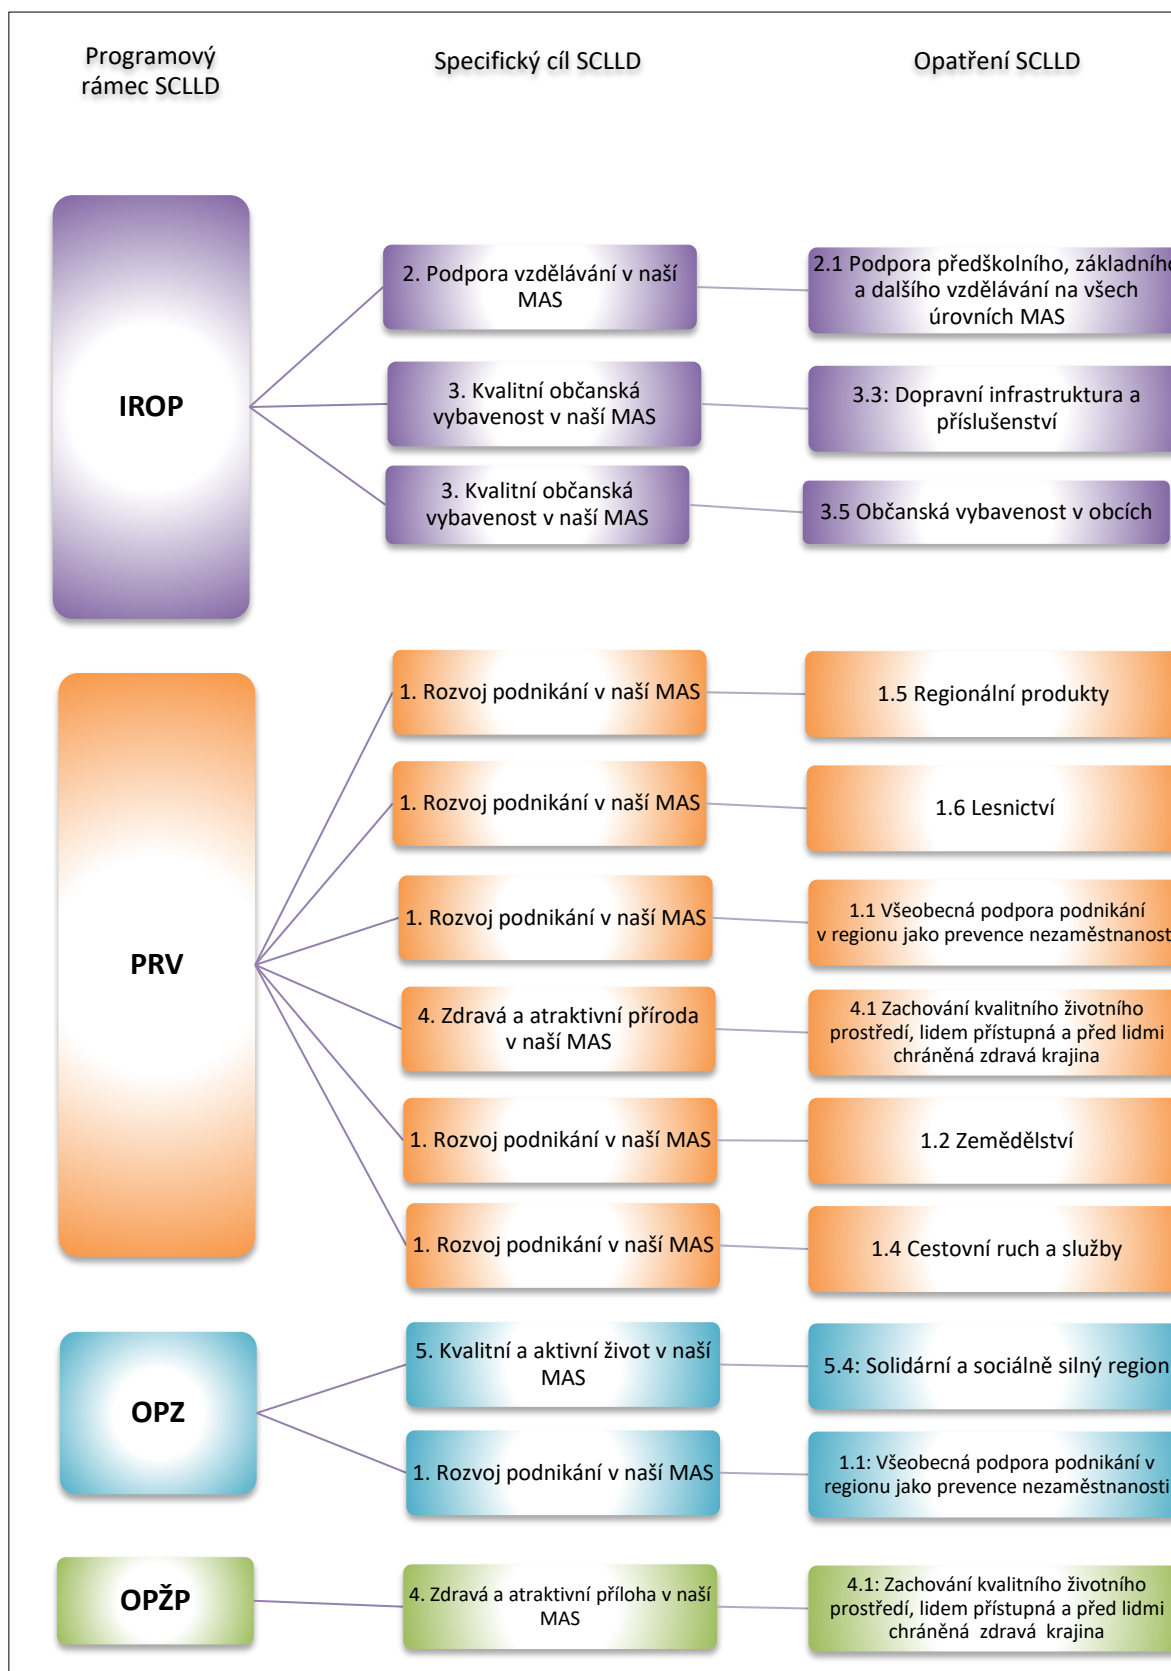 Programový
rámec SCLLD
Specifický cíl SCLLD
Opatření SCLLD
IROP
2. Podpora vzdělávání v naší
MAS
2.1 Podpora předškolního, základního
a dalšího vzdělávání na všech
úrovních MAS
3. Kvalitní občanská
vybavenost v naší MAS
3.3: Dopravní infrastruktura a
příslušenství
3. Kvalitní občanská
vybavenost v naší MAS
3.5 Občanská vybavenost v obcích
PRV
1. Rozvoj podnikání v naší MAS
1.5 Regionální produkty
1. Rozvoj podnikání v naší MAS
1.6 Lesnictví
1. Rozvoj podnikání v naší MAS
1.1 Všeobecná podpora podnikání
v regionu jako prevence nezaměstnanost
4. Zdravá a atraktivní příroda
v naší MAS
4.1 Zachování kvalitního životního
prostředí, lidem přístupná a před lidmi
chráněná zdravá krajina
1. Rozvoj podnikání v naší MAS
1.2 Zemědělství
1. Rozvoj podnikání v naší MAS
1.4 Cestovní ruch a služby
OPZ
5. Kvalitní a aktivní život v naší
MAS
5.4: Solidární a sociálně silný region
1. Rozvoj podnikání v naší MAS
1.1: Všeobecná podpora podnikání v
regionu jako prevence nezaměstnanosti
OPŽP
4. Zdravá a atraktivní příloha v naší
MAS
4.1: Zachování kvalitního životního
prostředí, lidem přístupná a před lidmi
chráněná zdravá krajina